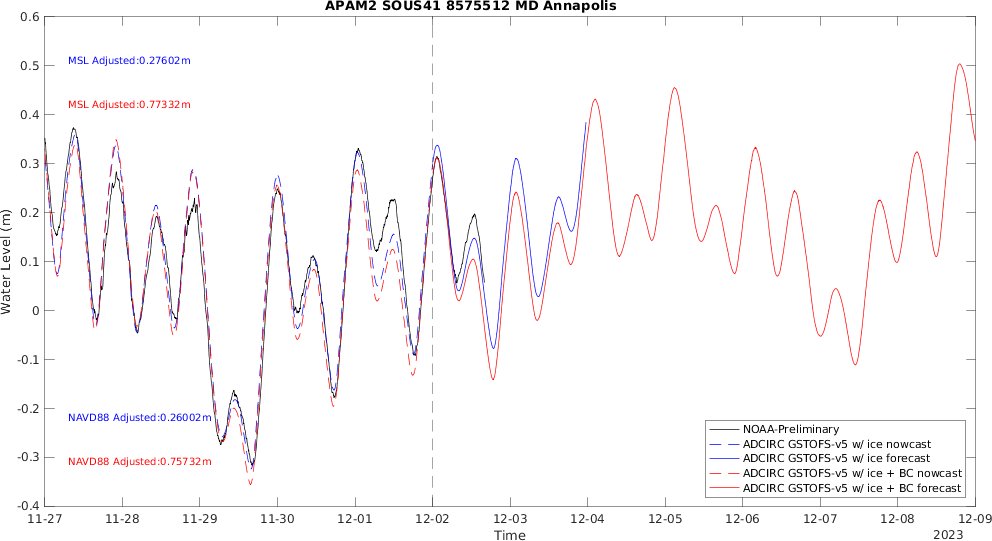 APAM2 SOUS41 8575512 MD Annapolis
0.6
0.5
0.4
0.3
0.2
0.1
0
-0.1
-0.2
-0.3
-0.4
Water Level (m)
MSL Adjusted:0.27602m
MSL Adjusted:0.77332m
NAVD88 Adjusted:0.26002m
NAVD88 Adjusted:0.75732m
NOAA-Preliminary
ADCIRC GSTOFS-v5 w/ ice nowcast
ADCIRC GSTOFS-v5 w/ ice forecast
ADCIRC GSTOFS-v5 w/ ice + BC nowcast
ADCIRC GSTOFS-v5 w/ ice + BC forecast
11-27 11-28 11-29 11-30 12-01 12-02 12-03 12-04 12-05 12-06 12-07 12-08 12-09
Time
2023